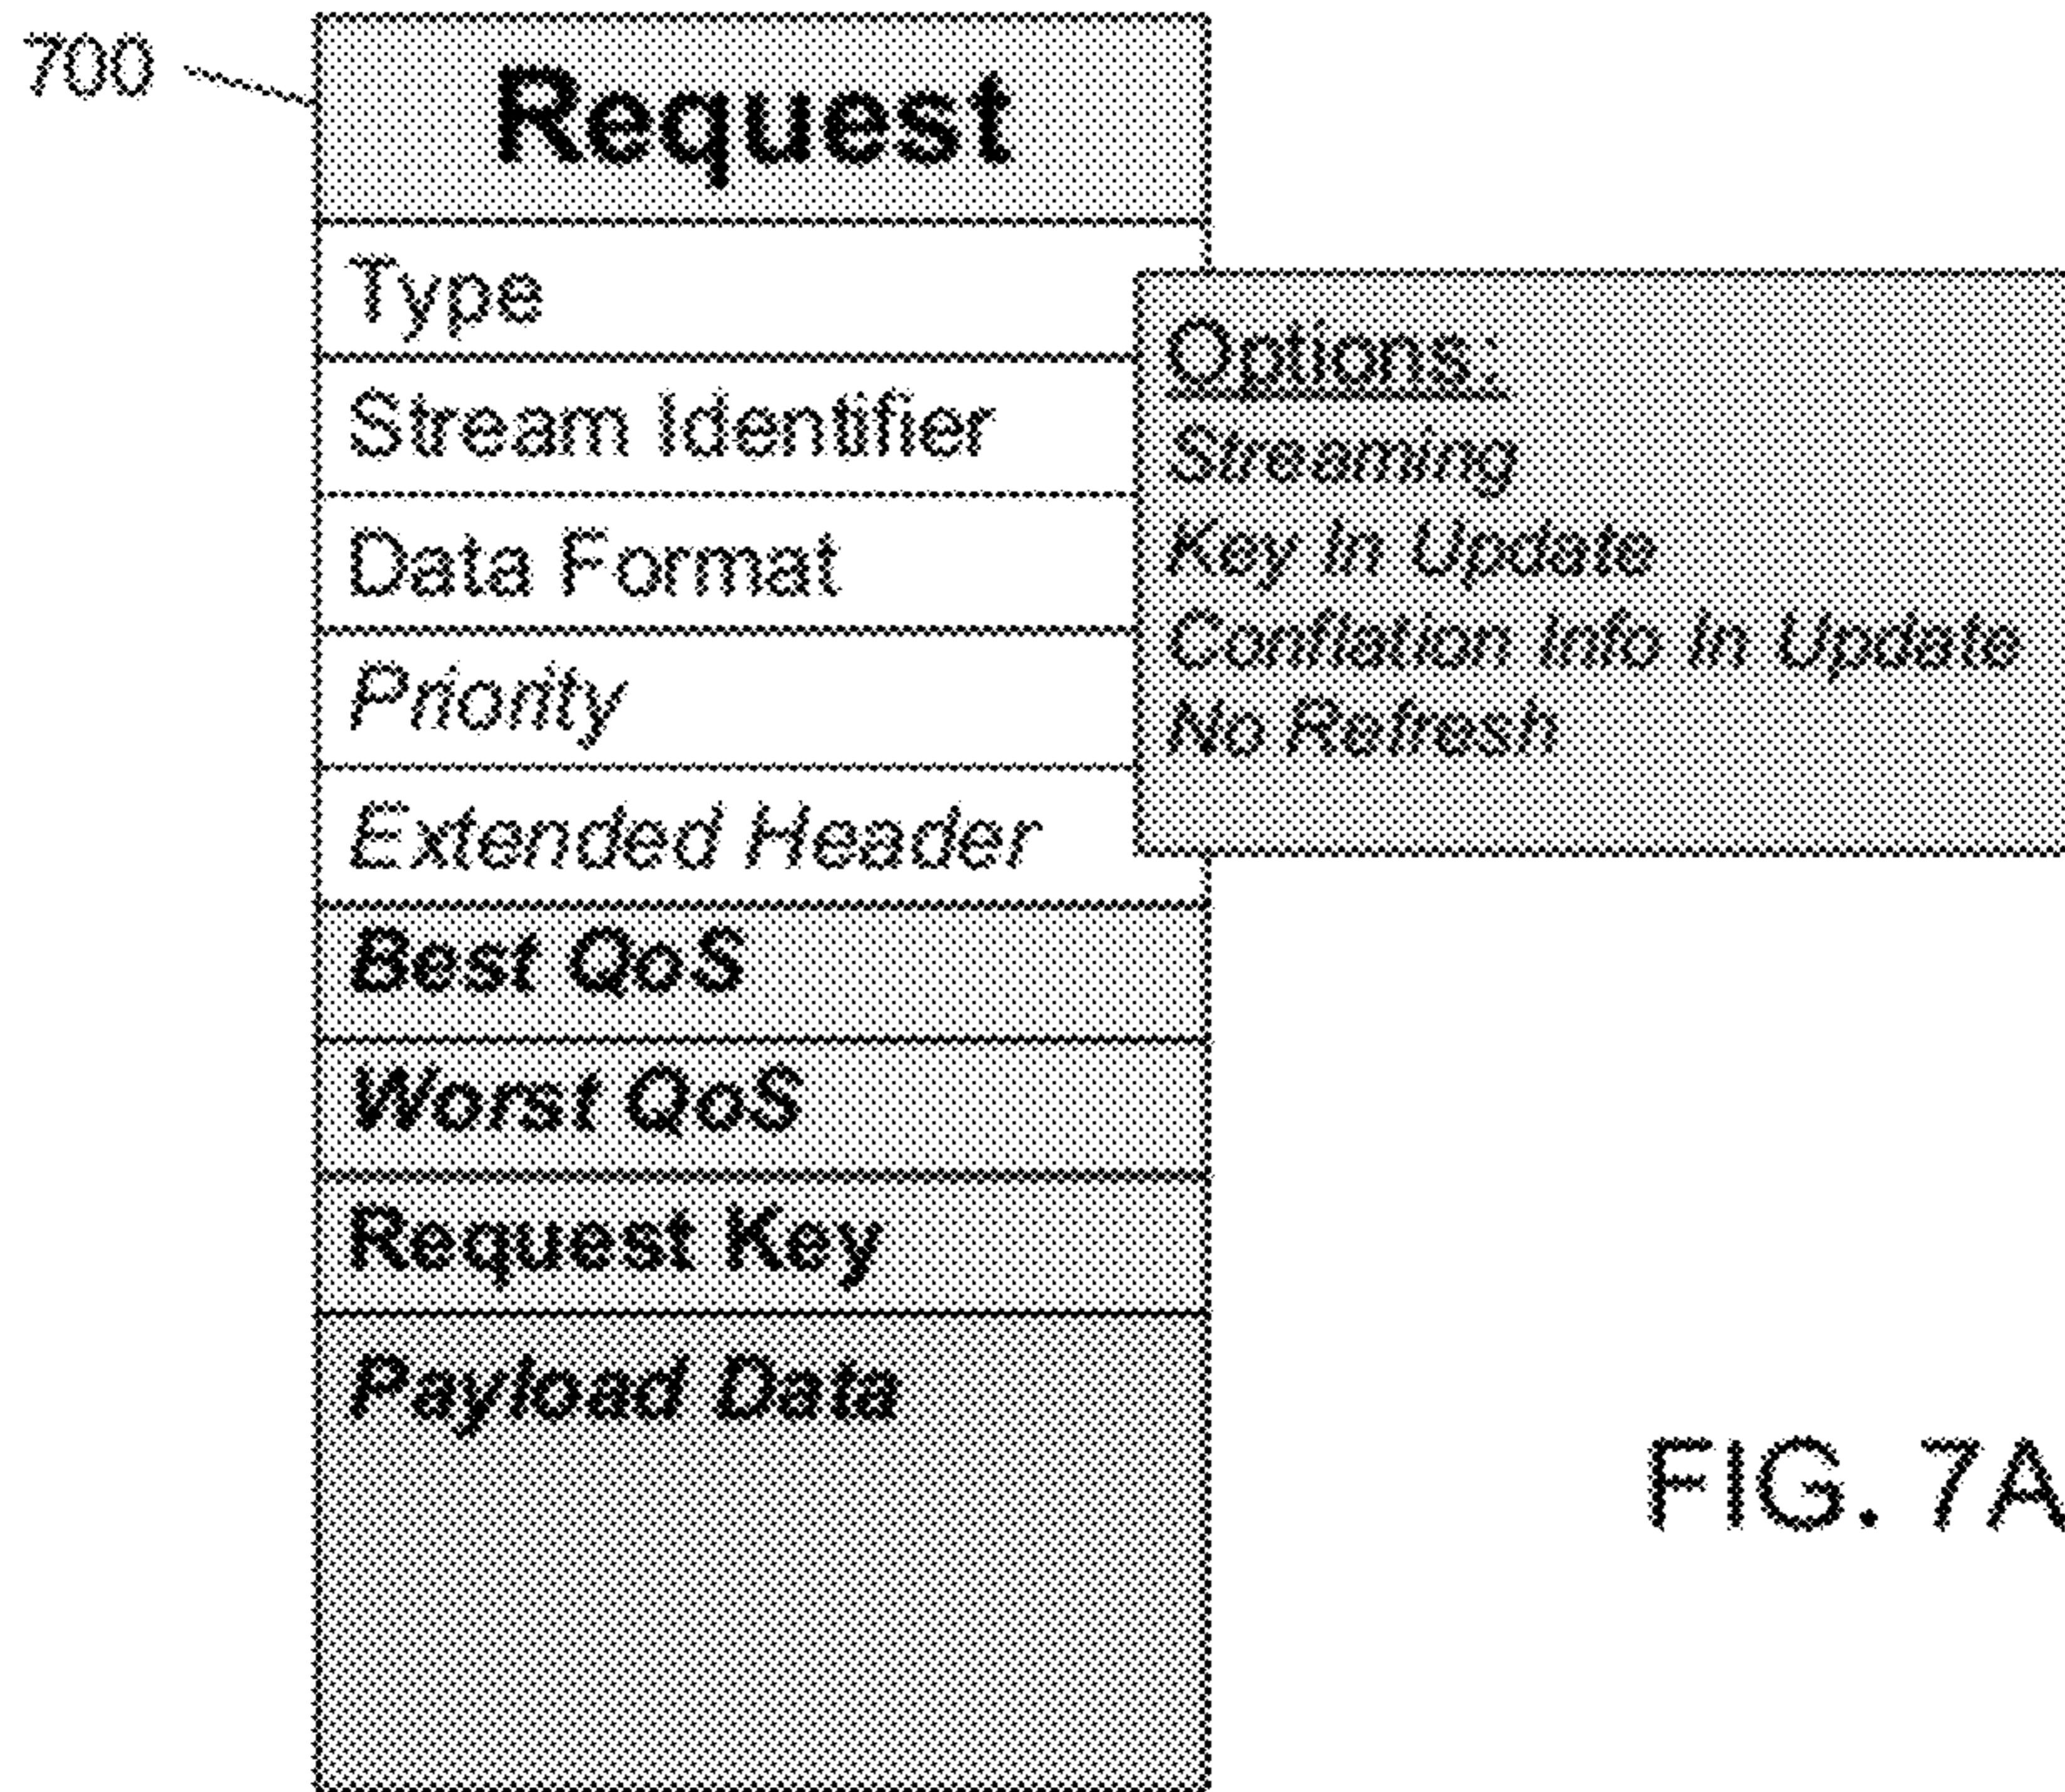 700
Request
Type
Stream Identifier
Data Format
Priority
Extended Header
Best QoS
Worst QoS
Request Key
Payload Data
Options:
Streaming
Key In Update
Conflation Info In Update
No Refresh
FIG. 7A